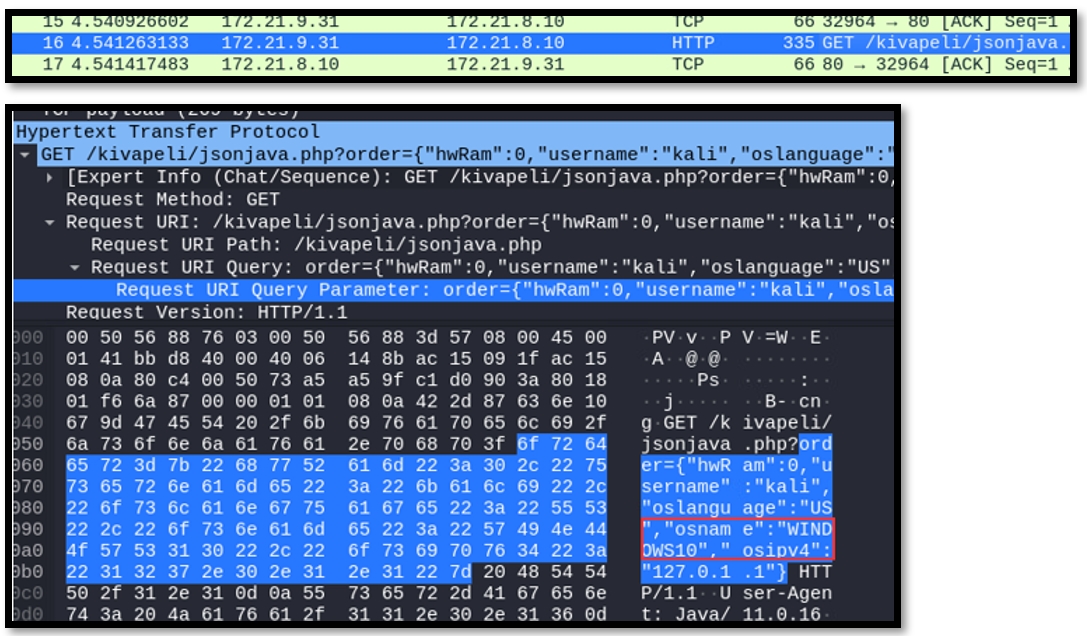 15 4.540926602 172.21.9.31 172.21.8.10 TCP 66 32964 → 80 [ACK] Seq=1
16 4.541263133 172.21.9.31 172.21.8.10 HTTP 335 GET /kivapeli/jsonjava.
17 4.541417483 172.21.8.10 172.21.9.31 TCP 66 80 → 32964 [ACK] Seq=1
TCP payload (269 bytes)
Hypertext Transfer Protocol
GET /kivapeli/jsonjava.php?order={"hwRam":0,"username":"kali","oslanguage":"
[Expert Info (Chat/Sequence): GET /kivapeli/jsonjava.php?order={"hwRam":0,
Request Method: GET
Request URI: /kivapeli/jsonjava.php?order={"hwRam":0,"username":"kali","os
Request URI Path: /kivapeli/jsonjava.php
Request URI Query: order={"hwRam":0,"username":"kali","oslanguage":"US"
Request URI Query Parameter: order={"hwRam":0,"username":"kali","osla
Request Version: HTTP/1.1
000 00 50 56 88 76 03 00 50 56 88 3d 57 08 00 45 00 ·PV·v··P V·=W··E·
010 01 41 bb d8 40 00 40 06 14 8b ac 15 09 1f ac 15 ·A··@·@· ········
020 08 0a 80 c4 00 50 73 a5 a5 9f c1 d0 90 3a 80 18 ·····Ps· ·····:··
030 01 f6 6a 87 00 00 01 01 08 0a 42 2d 87 63 6e 10 ··j····· ··B-·cn·
040 67 9d 47 45 54 20 2f 6b 69 76 61 70 65 6c 69 2f g·GET /k ivapeli/
050 6a 73 6f 6e 6a 61 76 61 2e 70 68 70 3f 6f 72 64 jsonjava .php?ord
060 65 72 3d 7b 22 68 77 52 61 6d 22 3a 30 2c 22 75 er={"hwR am":0,"u
070 73 65 72 6e 61 6d 65 22 3a 22 6b 61 6c 69 22 2c sername" :"kali",
080 22 6f 73 6c 61 6e 67 75 61 67 65 22 3a 22 55 53 "oslangu age":"US
090 22 2c 22 6f 73 6e 61 6d 65 22 3a 22 57 49 4e 44 ","osnam e":"WIND
0a0 4f 57 53 31 30 22 2c 22 6f 73 69 70 76 34 22 3a OWS10"," osipv4":
0b0 22 31 32 37 2e 30 2e 31 2e 31 22 7d 20 48 54 54 "127.0.1 .1"} HTT
0c0 50 2f 31 2e 31 0d 0a 55 73 65 72 2d 41 67 65 6e P/1.1··U ser-Agen
0d0 74 3a 20 4a 61 76 61 2f 31 31 2e 30 2e 31 36 0d t: Java/ 11.0.16·